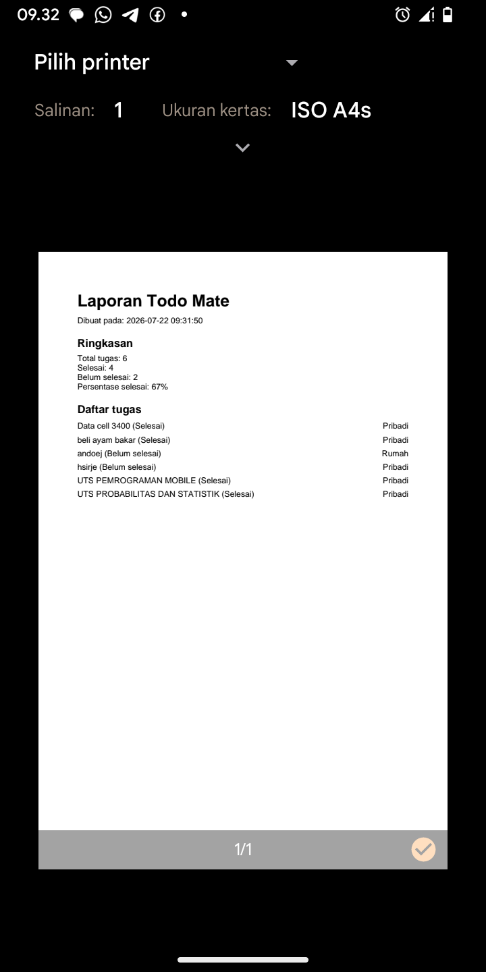 09.32
Pilih printer
Salinan: 1 Ukuran kertas: ISO A4s
Laporan Todo Mate
Dibuat pada: 2026-07-22 09:31:50
Ringkasan
Total tugas: 6
Selesai: 4
Belum selesai: 2
Persentase selesai: 67%
Daftar tugas
Data cell 3400 (Selesai) Pribadi
beli ayam bakar (Selesai) Pribadi
andoej (Belum selesai) Rumah
hsirje (Belum selesai) Pribadi
UTS PEMROGRAMAN MOBILE (Selesai) Pribadi
UTS PROBABILITAS DAN STATISTIK (Selesai) Pribadi
1/1